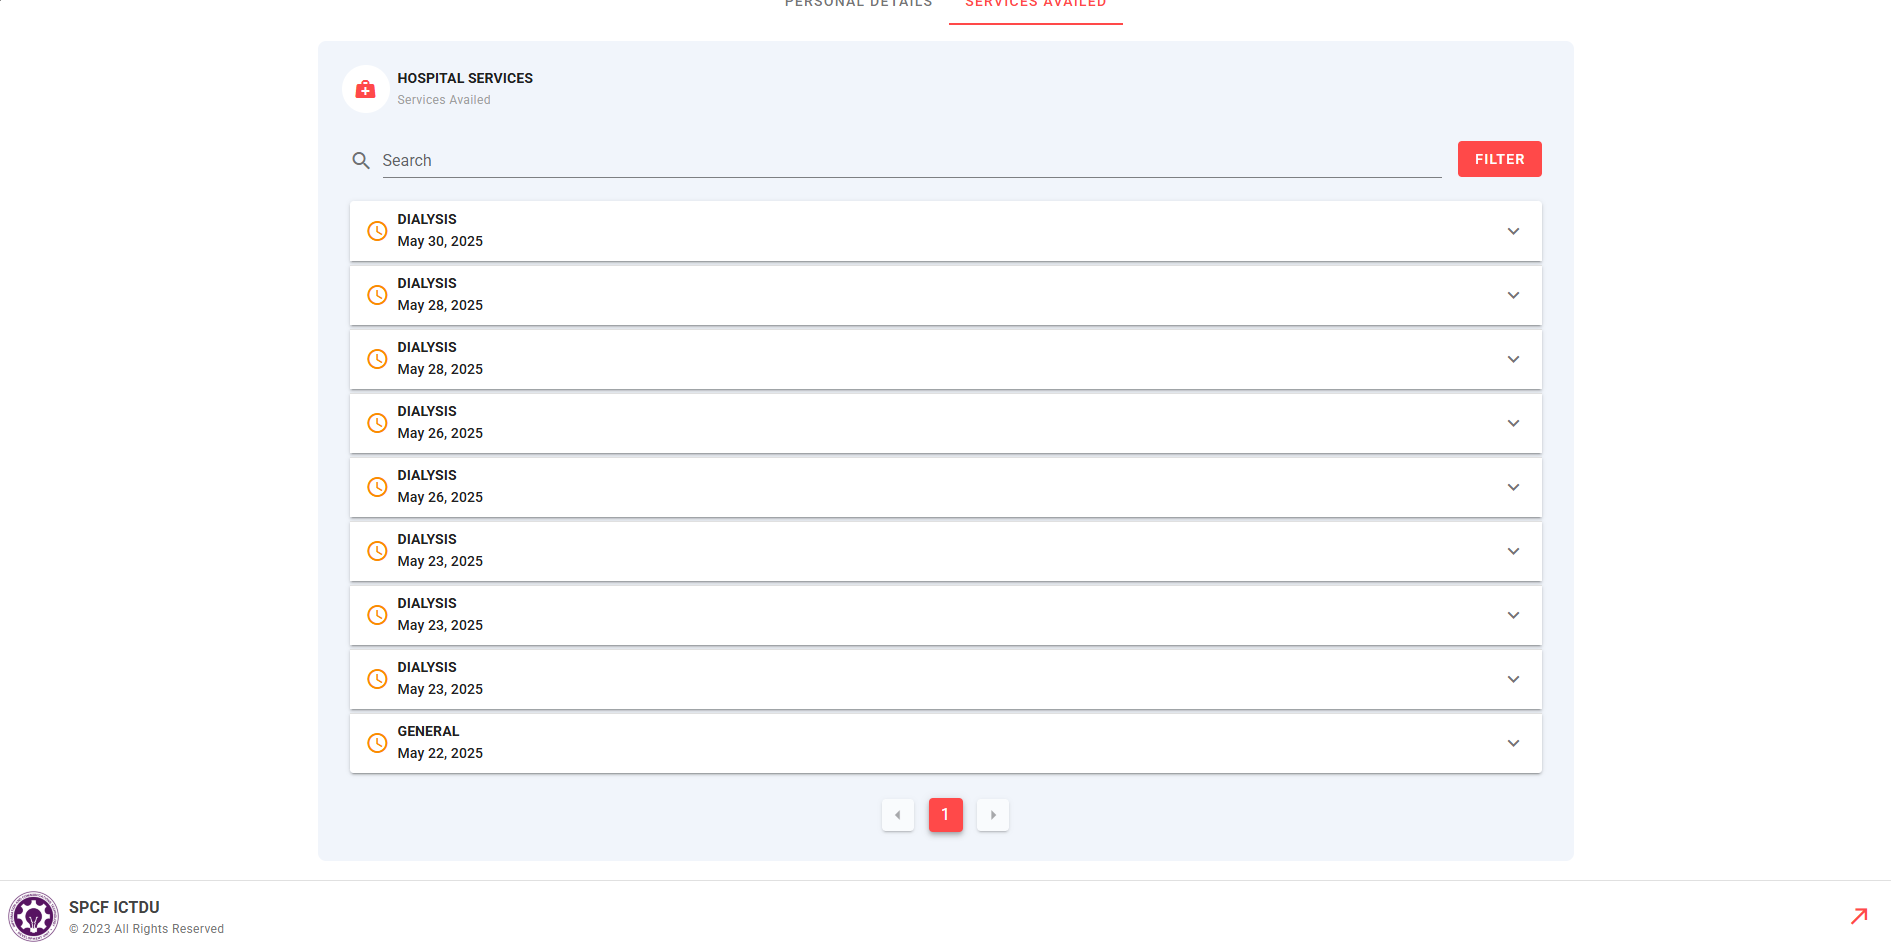 PERSONAL DETAILS SERVICES AVAILED
HOSPITAL SERVICES
Services Availed
Search
FILTER
DIALYSIS
May 30, 2025
DIALYSIS
May 28, 2025
DIALYSIS
May 28, 2025
DIALYSIS
May 26, 2025
DIALYSIS
May 26, 2025
DIALYSIS
May 23, 2025
DIALYSIS
May 23, 2025
DIALYSIS
May 23, 2025
GENERAL
May 22, 2025
1
SPCF ICTDU
© 2023 All Rights Reserved